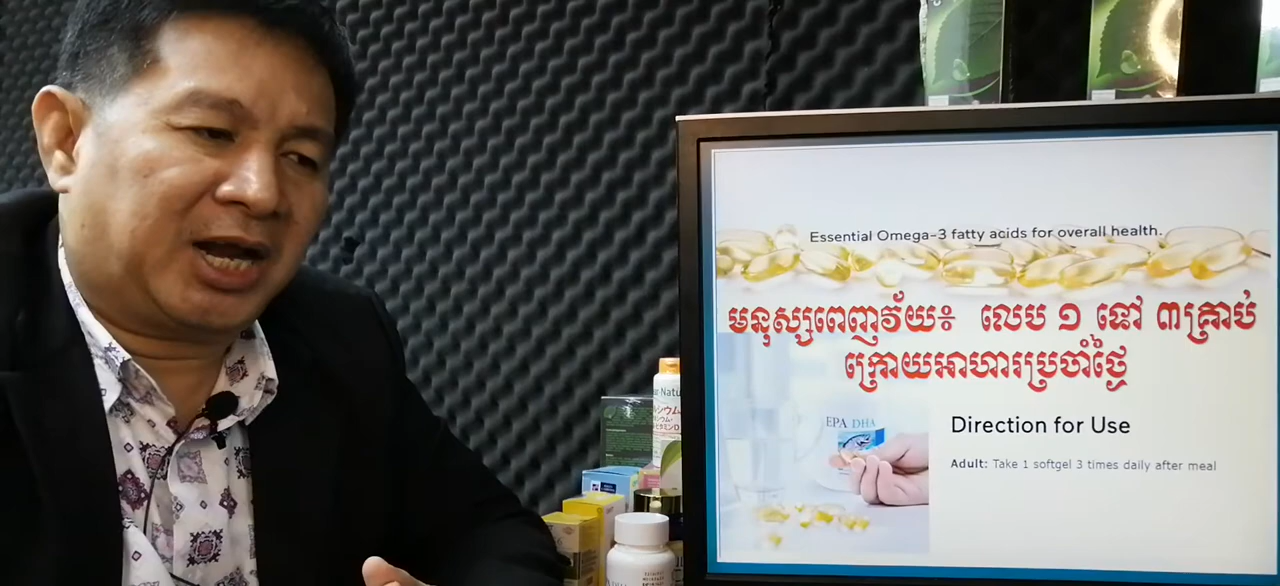 Essential Omega-3 fatty acids for overall health.
មនុស្សពេញវ័យ៖ លេប ១ ទៅ ៣គ្រាប់
ក្រោយអាហារប្រចាំថ្ងៃ
EPA DHA
Direction for Use
Adult: Take 1 softgel 3 times daily after meal